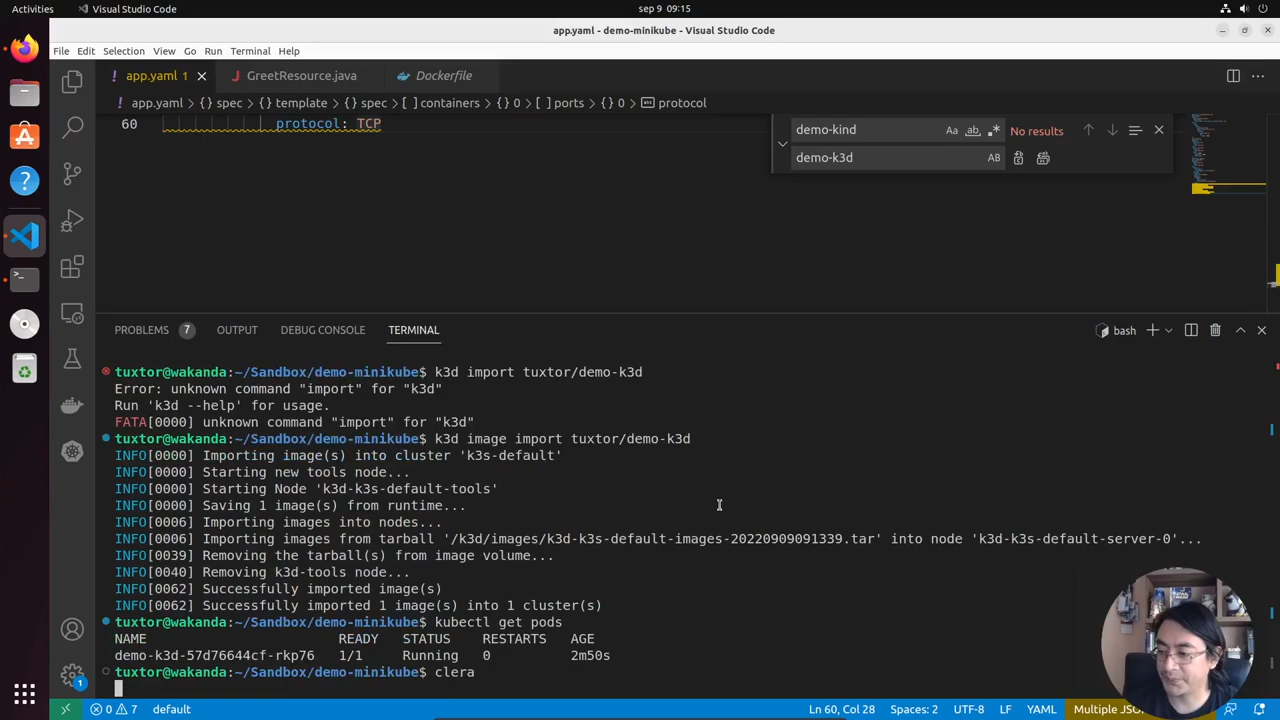 Activities
Visual Studio Code
sep 9 09:15
app.yaml - demo-minikube - Visual Studio Code
File Edit Selection View Go Run Terminal Help
app.yaml 1
GreetResource.java
Dockerfile
app.yaml > {} spec > {} template > {} spec > [ ] containers > {} 0 > [ ] ports > {} 0 > protocol
60 protocol: TCP
demo-kind
Aa
ab
No results
demo-k3d
AB
PROBLEMS 7 OUTPUT DEBUG CONSOLE TERMINAL
bash
tuxtor@wakanda:~/Sandbox/demo-minikube$ k3d import tuxtor/demo-k3d
Error: unknown command "import" for "k3d"
Run 'k3d --help' for usage.
FATA[0000] unknown command "import" for "k3d"
tuxtor@wakanda:~/Sandbox/demo-minikube$ k3d image import tuxtor/demo-k3d
INFO[0000] Importing image(s) into cluster 'k3s-default'
INFO[0000] Starting new tools node...
INFO[0000] Starting Node 'k3d-k3s-default-tools'
INFO[0000] Saving 1 image(s) from runtime...
INFO[0006] Importing images into nodes...
INFO[0006] Importing images from tarball '/k3d/images/k3d-k3s-default-images-20220909091339.tar' into node 'k3d-k3s-default-server-0'...
INFO[0039] Removing the tarball(s) from image volume...
INFO[0040] Removing k3d-tools node...
INFO[0062] Successfully imported image(s)
INFO[0062] Successfully imported 1 image(s) into 1 cluster(s)
tuxtor@wakanda:~/Sandbox/demo-minikube$ kubectl get pods
NAME READY STATUS RESTARTS AGE
demo-k3d-57d76644cf-rkp76 1/1 Running 0 2m50s
tuxtor@wakanda:~/Sandbox/demo-minikube$ clera
1
0 7 default
Ln 60, Col 28 Spaces: 2 UTF-8 LF YAML Multiple JSO